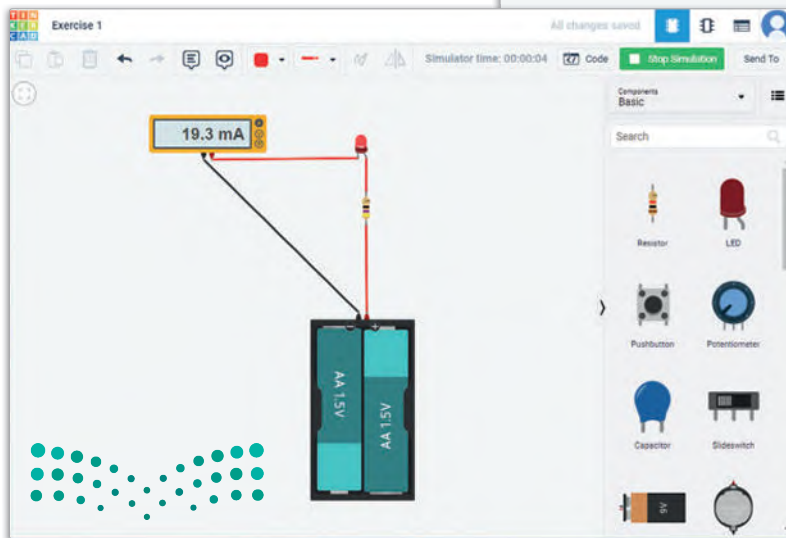 TIN
KER
CAD
Exercise 1
All changes saved
Simulator time: 00:00:04
Code
Stop Simulation
Send To
Components
Basic
Search
19.3 mA
Resistor
LED
Pushbutton
Potentiometer
Capacitor
Slideswitch
AA 1.5V
AA 1.5V
9V